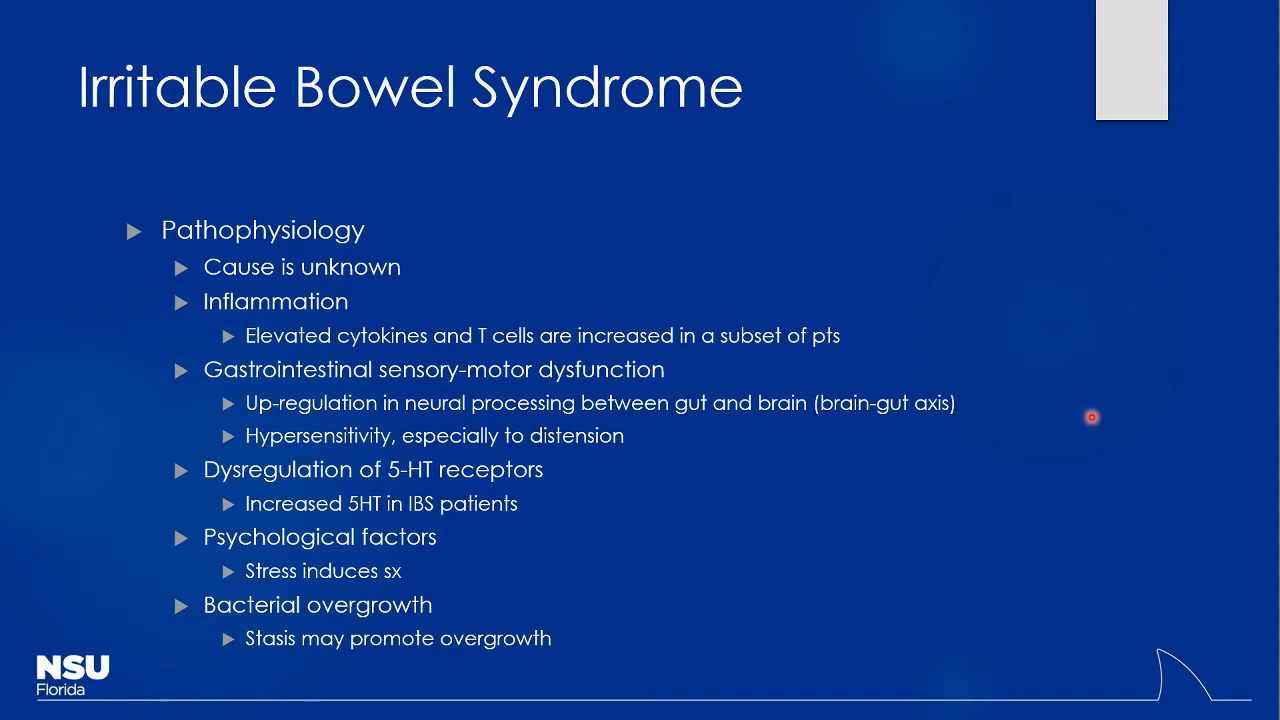 Irritable Bowel Syndrome
Pathophysiology
Cause is unknown
Inflammation
Elevated cytokines and T cells are increased in a subset of pts
Gastrointestinal sensory-motor dysfunction
Up-regulation in neural processing between gut and brain (brain-gut axis)
Hypersensitivity, especially to distension
Dysregulation of 5-HT receptors
Increased 5HT in IBS patients
Psychological factors
Stress induces sx
Bacterial overgrowth
Stasis may promote overgrowth
NSU
Florida